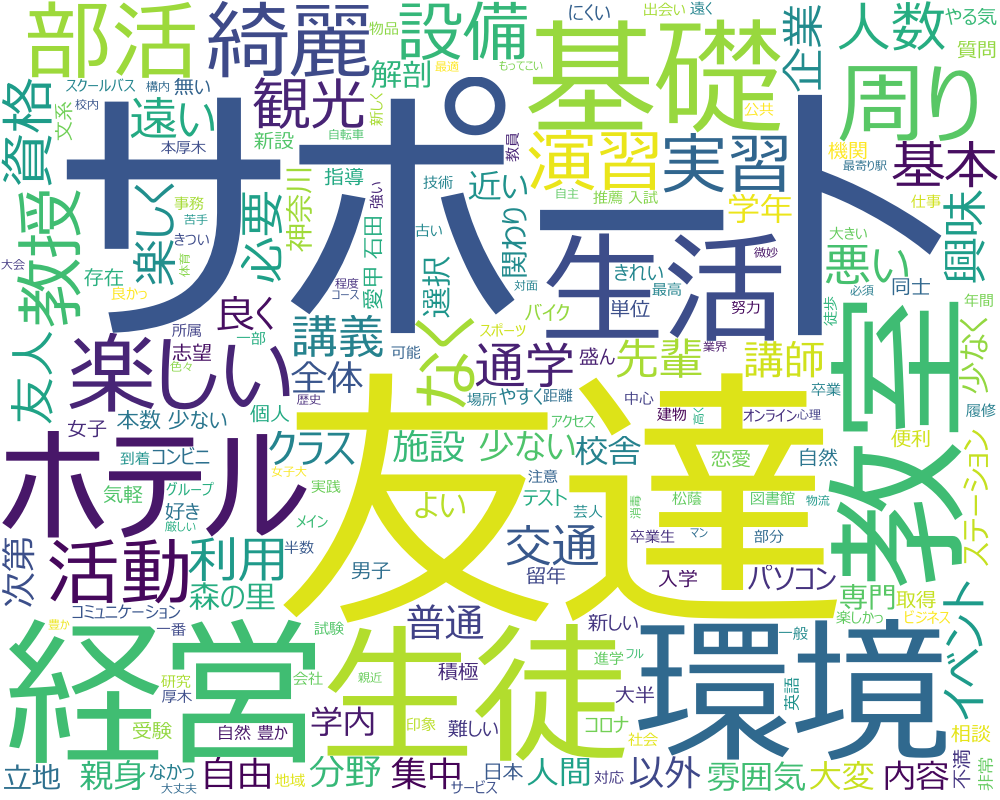 部活
綺麗
設備
にくい
出会い
遠く
人数
やる気
質問
物品
最適
もってこい
企業
スクールバス
構内
無い
解剖
基礎
周り
資格
文系
校内
遠い
観光
新しく
公共
サポート
本厚木
新設
自転車
教員
演習
実習
機関
基本
最寄り駅
教授
楽しく
事務
苦手
必要
神奈川
指導
技術
強い
近い
自主
推薦 入試
学年
仕事
きつい
体育
愛甲 石田
古い
関わり
生活
微妙
大きい
興味
大会
存在
良かっ
程度
コース
選択
対面
きれい
最高
悪い
必須
同士
年間
友人
楽しい
良く
所属
志望
一部
色々
講義
スポーツ
バイク
単位
努力
徒歩
教室
少なく
可能
なく
通学
盛ん
先輩
業界
講師
卒業
全体
歴史
場所
やすく
距離
中心
建物
低く
オンライン
心理
履修
女子
本数 少ない
個人
アクセス
友達
便利
ホテル
到着
コンビニ
クラス
施設 少ない
校舎
恋愛
自然
ステーション
女子大
気軽
グループ
実践
注意
よい
テスト
松蔭
図書館
物流
好き
厳しい
メイン
芸人
消毒
卒業生
マン
部分
次第
活動
利用
半数
交通
森の里
男子
留年
入学
パソコン
イベント
コミュニケーション
専門
取得
豊か
一番
試験
普通
新しい
楽しかっ
ビジネス
経営
生徒
環境
一般
研究
会社
積極
進学
フル
厚木
親近
大半
英語
受験
自然 豊か
学内
印象
難しい
コロナ
社会
相談
立地
親身
なかっ
大丈夫
自由
地域
分野
集中
日本
サービス
人間
対応
以外
雰囲気
大変
内容
不満
非常